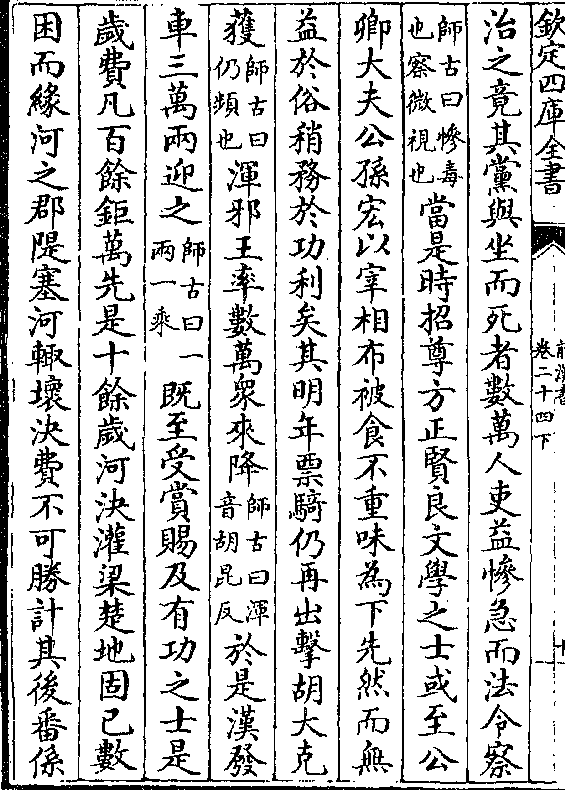 欽定四庫全書
前漢書
卷二十四下
十一
治之竟其黨與坐而死者數萬人吏益慘急而法令察
師古曰慘毒
也察微視也
當是時招尊方正賢良文學之士或至公
卿大夫公孫宏以宰相布被食不重味為下先然而無
益於俗稍務於功利矣其明年票騎仍再出擊胡大克
獲
師古曰
仍頻也
渾邪王率數萬衆來降
師古曰渾
音胡昆反
於是漢發
車三萬兩迎之
師古曰一
兩一乘
既至受賞賜及有功之士是
歲費凡百餘鉅萬先是十餘歲河決灌梁楚地固已數
困而緣河之郡隄塞河輒壞決費不可勝計其後番係